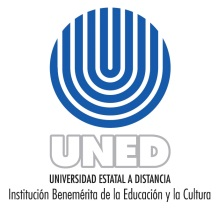 UNED
UNIVERSIDAD ESTATAL A DISTANCIA
Institución Benemérita de la Educación y la Cultura